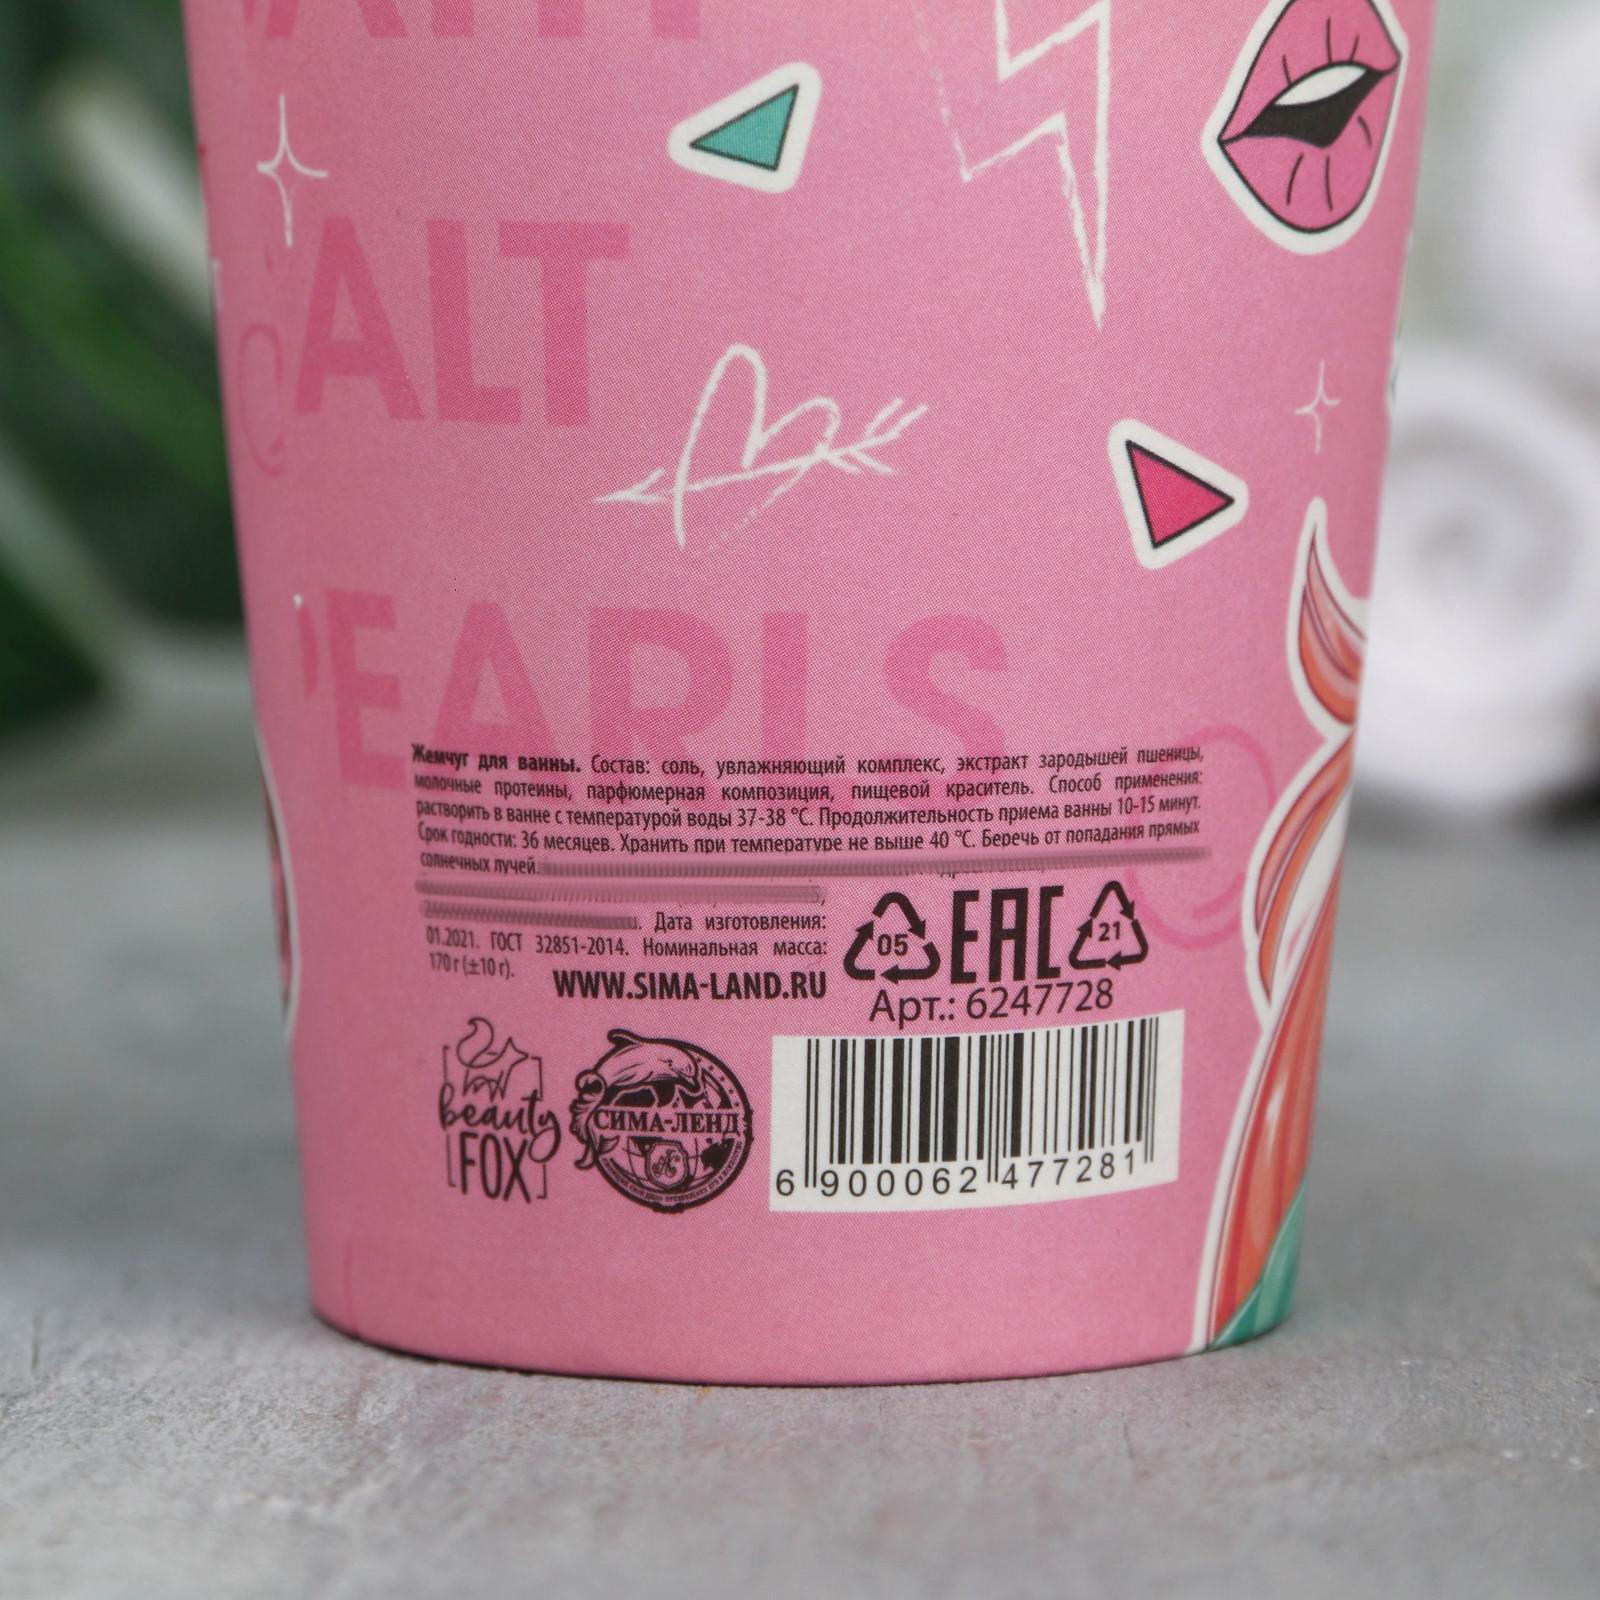 ALT
PEARLS
Жемчуг для ванны. Состав: соль, увлажняющий комплекс, экстракт зародышей пшеницы,
молочные протеины, парфюмерная композиция, пищевой краситель. Способ применения:
растворить в ванне с температурой воды 37-38 °С. Продолжительность приема ванны 10-15 минут.
Срок годности: 36 месяцев. Хранить при температуре не выше 40 °С. Беречь от попадания прямых
солнечных лучей.
Дата изготовления:
01.2021. ГОСТ 32851-2014. Номинальная масса:
170 г (±10 г).
WWW.SIMA-LAND.RU
05 EAC 21
Арт.: 6247728
beauty
FOX
СИМА-ЛЕНД
6 900062 477281